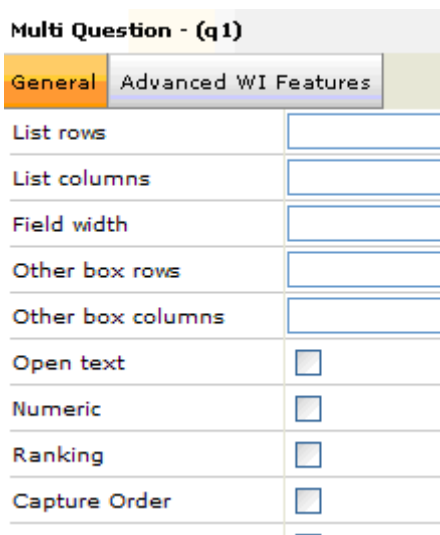 Multi Question - (q1)
General Advanced WI Features
List rows
List columns
Field width
Other box rows
Other box columns
Open text
Numeric
Ranking
Capture Order